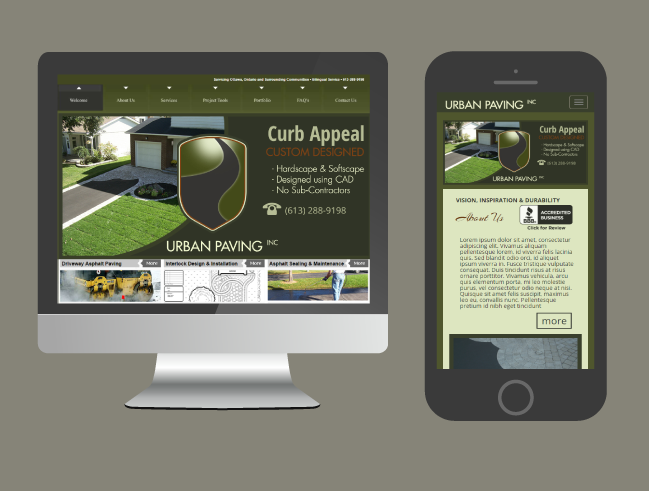 Servicing Ottawa, Ontario and Surrounding Communities • Bilingual Service • 613-288-9198
Welcome About Us Services Project Tools Portfolio FAQ's Contact Us
Curb Appeal
CUSTOM DESIGNED
- Hardscape & Softscape
- Designed using CAD
- No Sub-Contractors
(613) 288-9198
URBAN PAVING INC
Driveway Asphalt Paving More
Interlock Design & Installation More
Asphalt Sealing & Maintenance More
URBAN PAVING INC
Curb Appeal
CUSTOM DESIGNED
- Hardscape & Softscape
- Designed using CAD
- No Sub-Contractors
(613) 288-9198
URBAN PAVING INC
VISION, INSPIRATION & DURABILITY
About Us
BBB.
ACCREDITED
BUSINESS
Click for Review
Lorem ipsum dolor sit amet, consectetur
adipiscing elit. Vivamus aliquam
pellentesque lorem, id viverra felis lacinia
quis. Sed blandit odio orci, id aliquet
ipsum viverra in. Fusce tristique vulputate
consequat. Duis tincidunt risus at risus
ornare porttitor. Vivamus vehicula, arcu
quis elementum porta, mi leo molestie
purus, vel consectetur odio neque at nisi.
Quisque sit amet felis suscipit, maximus
leo eu, convallis nunc. Pellentesque
pretium id nibh eget tincidunt
more